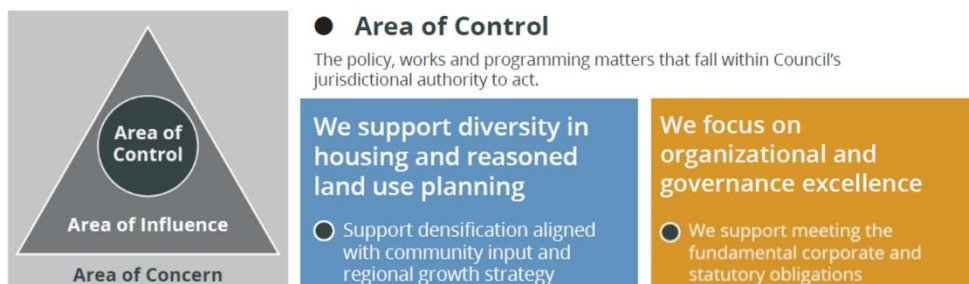 Area of
Control
Area of Influence
Area of Concern
Area of Control
The policy, works and programming matters that fall within Council's
jurisdictional authority to act.
We support diversity in
housing and reasoned
land use planning
Support densification aligned
with community input and
regional growth strategy
We focus on
organizational and
governance excellence
We support meeting the
fundamental corporate and
statutory obligations